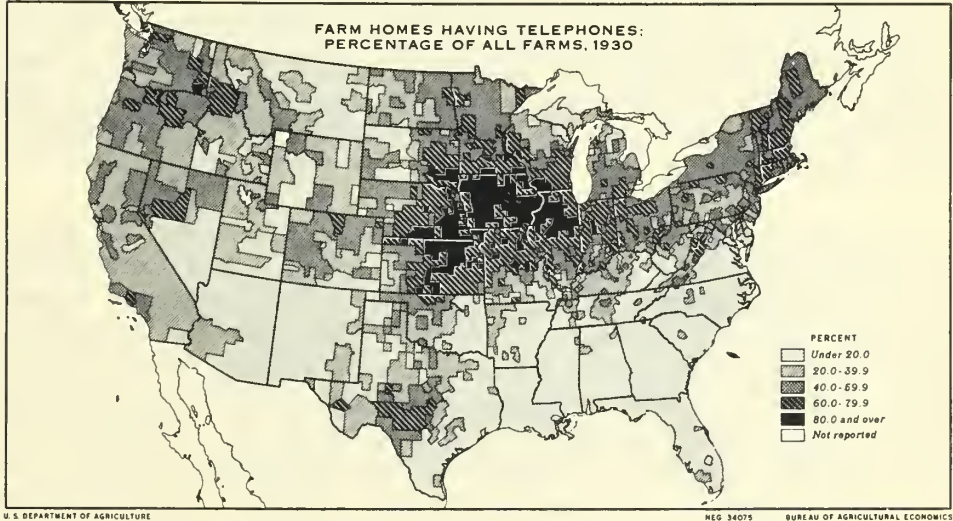 FARM HOMES HAVING TELEPHONES:
PERCENTAGE OF ALL FARMS, 1930
PERCENT
Under 20.0
20.0-39.9
40.0-59.9
60.0-79.9
80.0 and over
Not reported
U. S. DEPARTMENT OF AGRICULTURE
NEG 34075 BUREAU OF AGRICULTURAL ECONOMICS